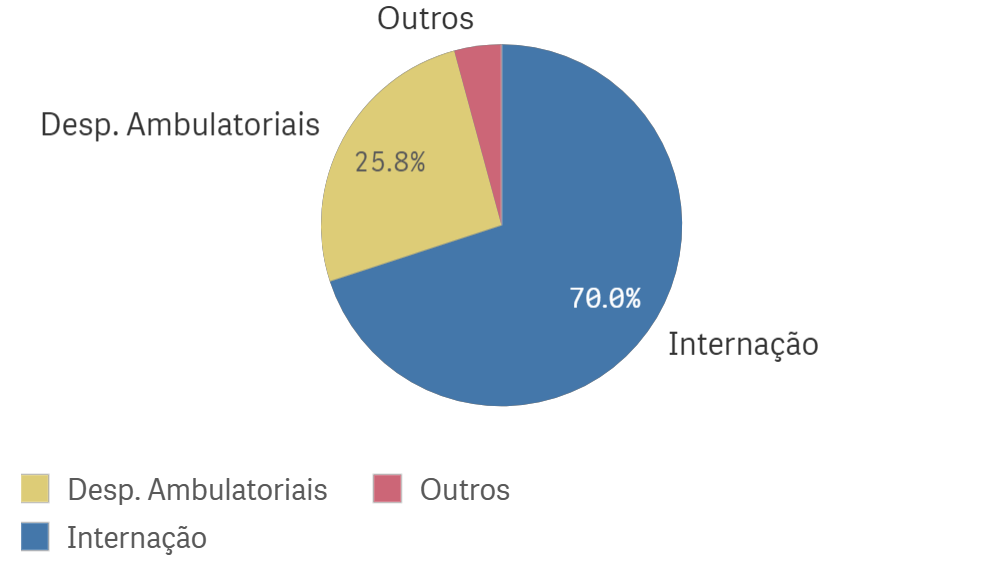 Outros
Desp. Ambulatoriais
25.8%
70.0%
Internação
Desp. Ambulatoriais
Outros
Internação